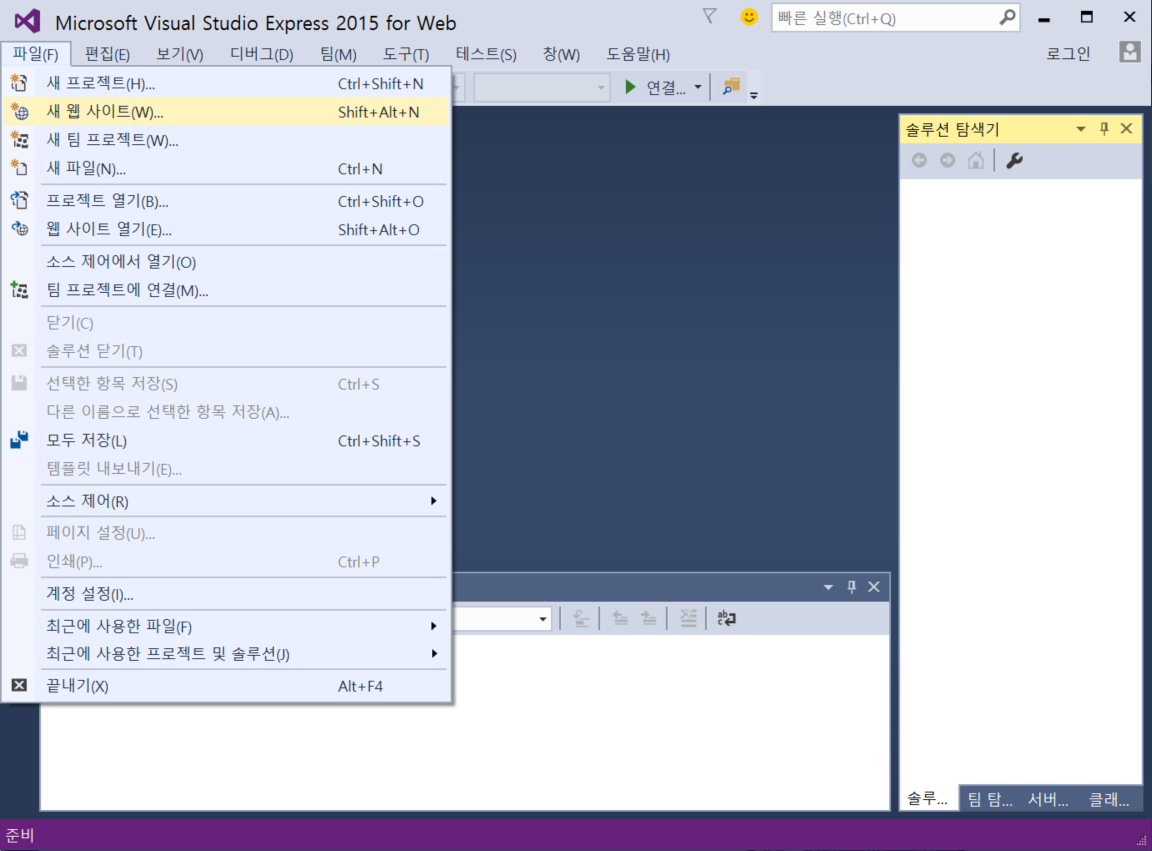 Microsoft Visual Studio Express 2015 for Web
빠른 실행(Ctrl+Q)
파일(F) 편집(E) 보기(V) 디버그(D) 팀(M) 도구(T) 테스트(S) 창(W) 도움말(H) 로그인
연결...
새 프로젝트(H)... Ctrl+Shift+N
새 웹 사이트(W)... Shift+Alt+N
새 팀 프로젝트(W)...
새 파일(N)... Ctrl+N
프로젝트 열기(B)... Ctrl+Shift+O
웹 사이트 열기(E)... Shift+Alt+O
소스 제어에서 열기(O)
팀 프로젝트에 연결(M)...
닫기(C)
솔루션 닫기(T)
선택한 항목 저장(S) Ctrl+S
다른 이름으로 선택한 항목 저장(A)...
모두 저장(L) Ctrl+Shift+S
템플릿 내보내기(E)...
소스 제어(R)
페이지 설정(U)...
인쇄(P)... Ctrl+P
계정 설정(I)...
최근에 사용한 파일(F)
최근에 사용한 프로젝트 및 솔루션(J)
끝내기(X) Alt+F4
솔루션 탐색기
솔루... 팀 탐... 서버... 클래...
준비